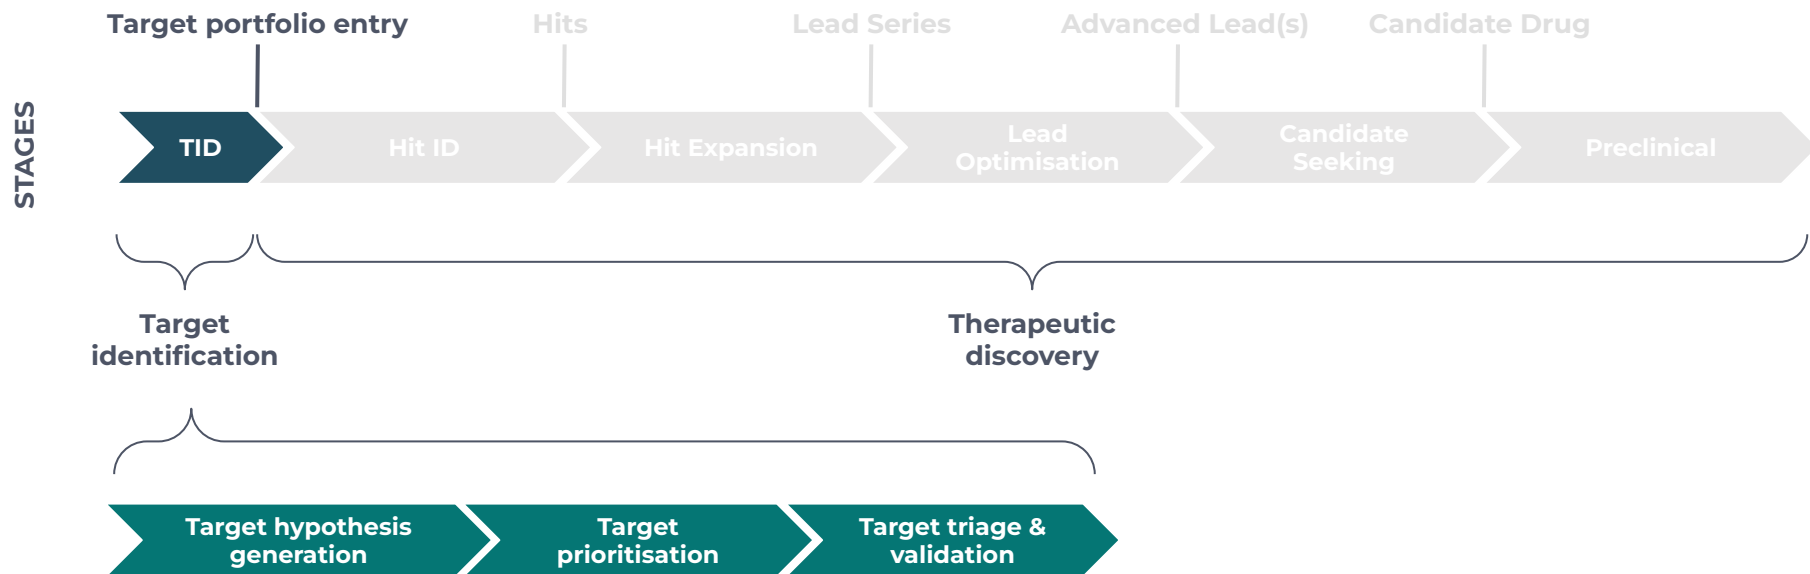 Target portfolio entry
Hits
Lead Series
Advanced Lead(s)
Candidate Drug
STAGES
TID
Hit ID
Hit Expansion
Lead
Optimisation
Candidate
Seeking
Preclinical
Target
identification
Therapeutic
discovery
Target hypothesis
generation
Target
prioritisation
Target triage &
validation